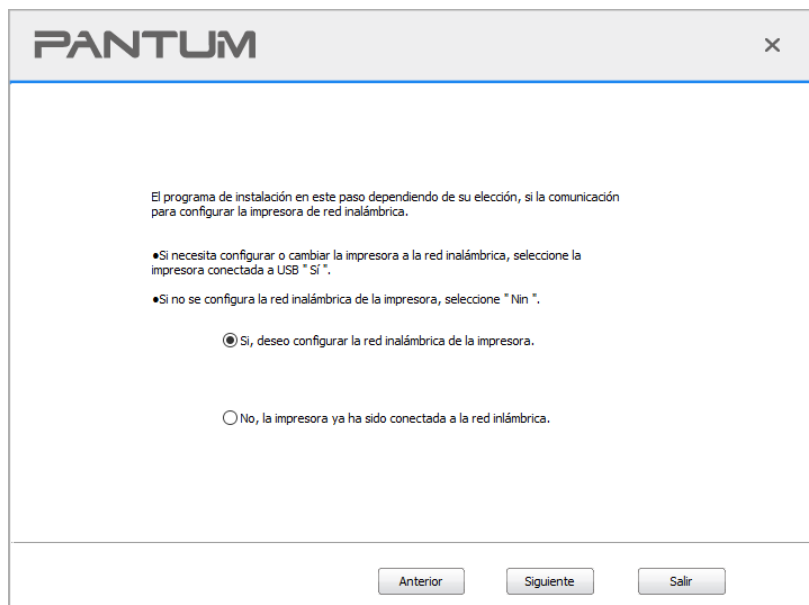 PANTUM
El programa de instalación en este paso dependiendo de su elección, si la comunicación
para configurar la impresora de red inalámbrica.
●Si necesita configurar o cambiar la impresora a la red inalámbrica, seleccione la
impresora conectada a USB " Sí ".
●Si no se configura la red inalámbrica de la impresora, seleccione " Nin ".
Si, deseo configurar la red inalámbrica de la impresora.
No, la impresora ya ha sido conectada a la red inlámbrica.
Anterior
Siguiente
Salir